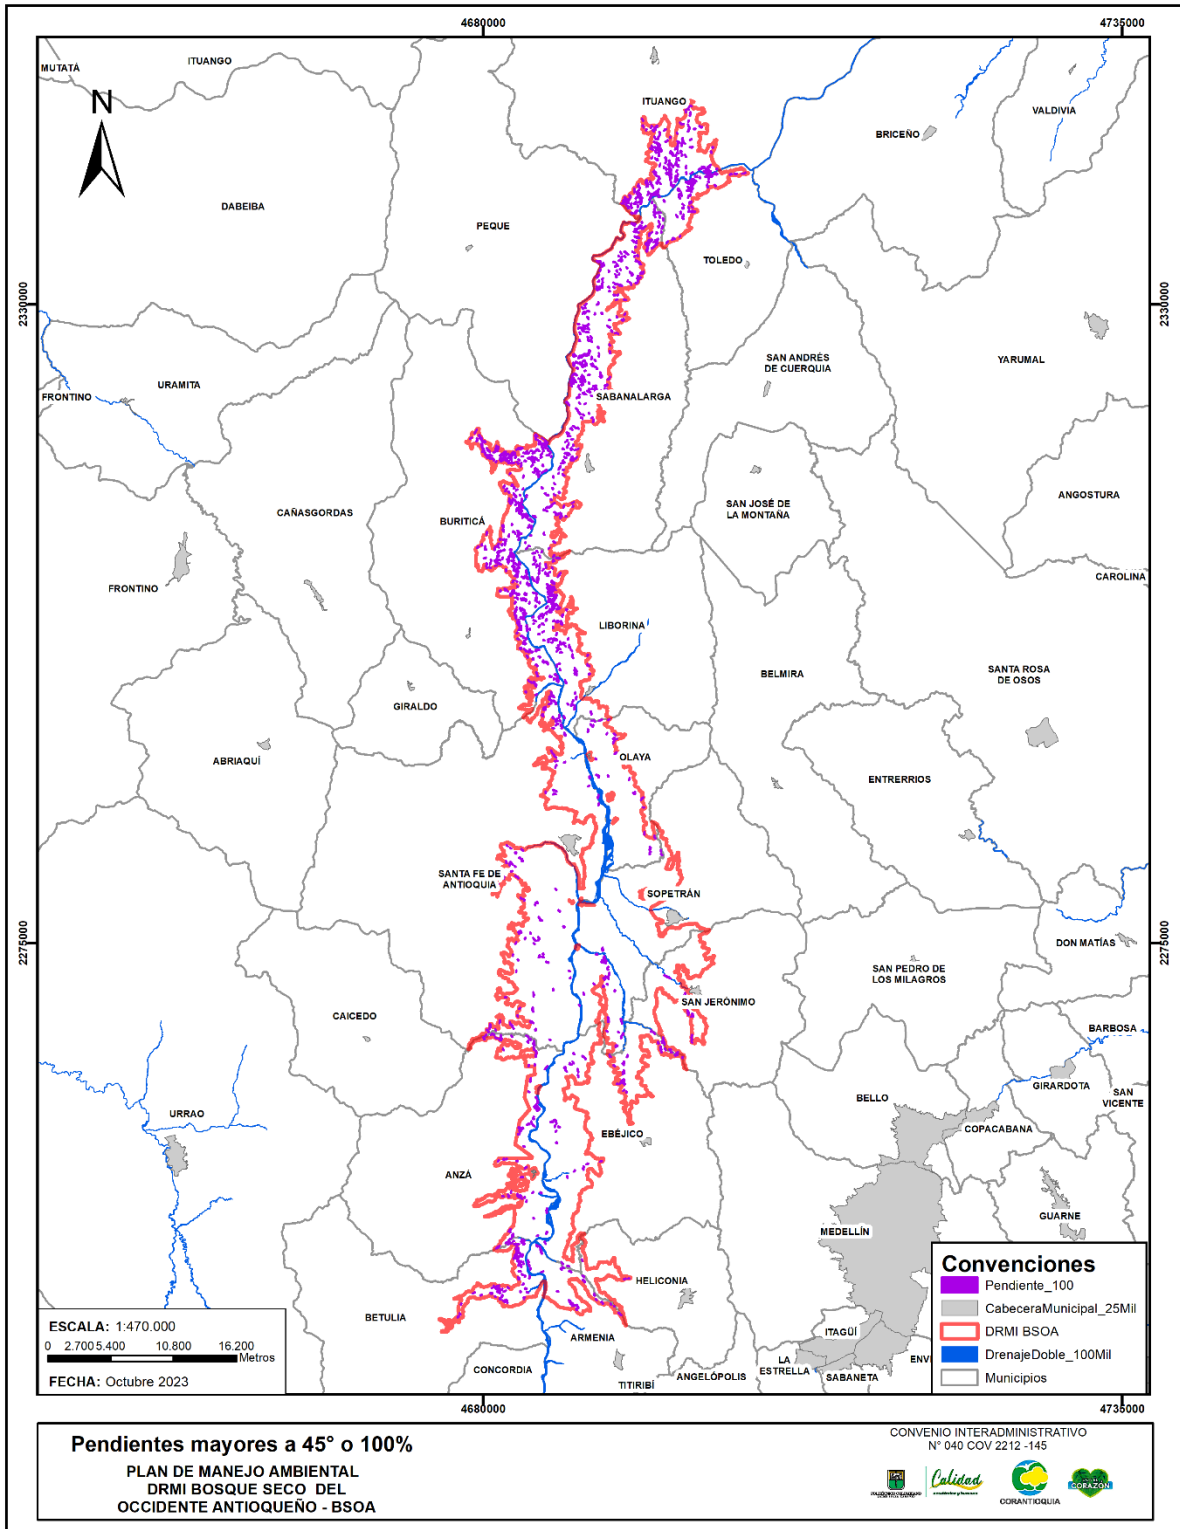 4680000
4735000
ITUANGO
MUTATÁ
N
ITUANGO
VALDIVIA
BRICEÑO
DABEIBA
PEQUE
TOLEDO
2330000
2330000
SAN ANDRÉS
DE CUERQUIA
YARUMAL
URAMITA
FRONTINO
SABANALARGA
ANGOSTURA
SAN JOSÉ DE
LA MONTAÑA
CAÑASGORDAS
BURITICÁ
CAROLINA
FRONTINO
LIBORINA
BELMIRA
SANTA ROSA
DE OSOS
GIRALDO
ABRIAQUÍ
OLAYA
ENTRERRIOS
SANTA FE DE
ANTIOQUIA
SOPETRÁN
2275000
2275000
DON MATÍAS
SAN PEDRO DE
LOS MILAGROS
SAN JERÓNIMO
CAICEDO
BARBOSA
GIRARDOTA
SAN
VICENTE
BELLO
URRAO
COPACABANA
EBÉJICO
ANZÁ
GUARNE
MEDELLÍN
HELICONIA
BETULIA
ARMENIA
ITAGÜÍ
LA
ESTRELLA
ENVI
SABANETA
CONCORDIA
ANGELÓPOLIS
TITIRIBÍ
Convenciones
Pendiente_100
CabeceraMunicipal_25Mil
DRMI BSOA
DrenajeDoble_100Mil
Municipios
ESCALA: 1:470.000
0 2.700 5.400 10.800 16.200
Metros
FECHA: Octubre 2023
4680000
4735000
Pendientes mayores a 45° o 100%
PLAN DE MANEJO AMBIENTAL
DRMI BOSQUE SECO DEL
OCCIDENTE ANTIOQUEÑO - BSOA
CONVENIO INTERADMINISTRATIVO
N° 040 COV 2212 -145
Calidad
CORANTIOQUIA
CORAZÓN